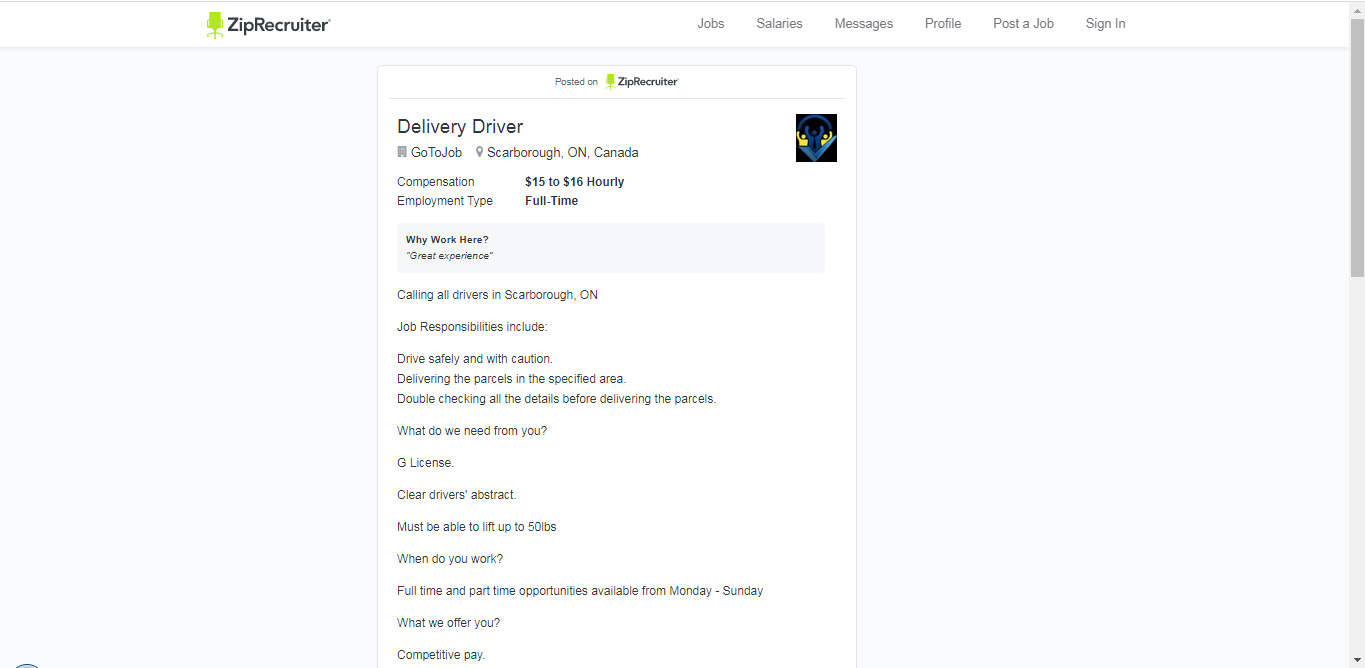 ZipRecruiter
Jobs Salaries Messages Profile Post a Job Sign In
Posted on ZipRecruiter
Delivery Driver
GoToJob Scarborough, ON, Canada
Compensation $15 to $16 Hourly
Employment Type Full-Time
Why Work Here?
"Great experience"
Calling all drivers in Scarborough, ON
Job Responsibilities include:
Drive safely and with caution.
Delivering the parcels in the specified area.
Double checking all the details before delivering the parcels.
What do we need from you?
G License.
Clear drivers' abstract.
Must be able to lift up to 50lbs
When do you work?
Full time and part time opportunities available from Monday - Sunday
What we offer you?
Competitive pay.